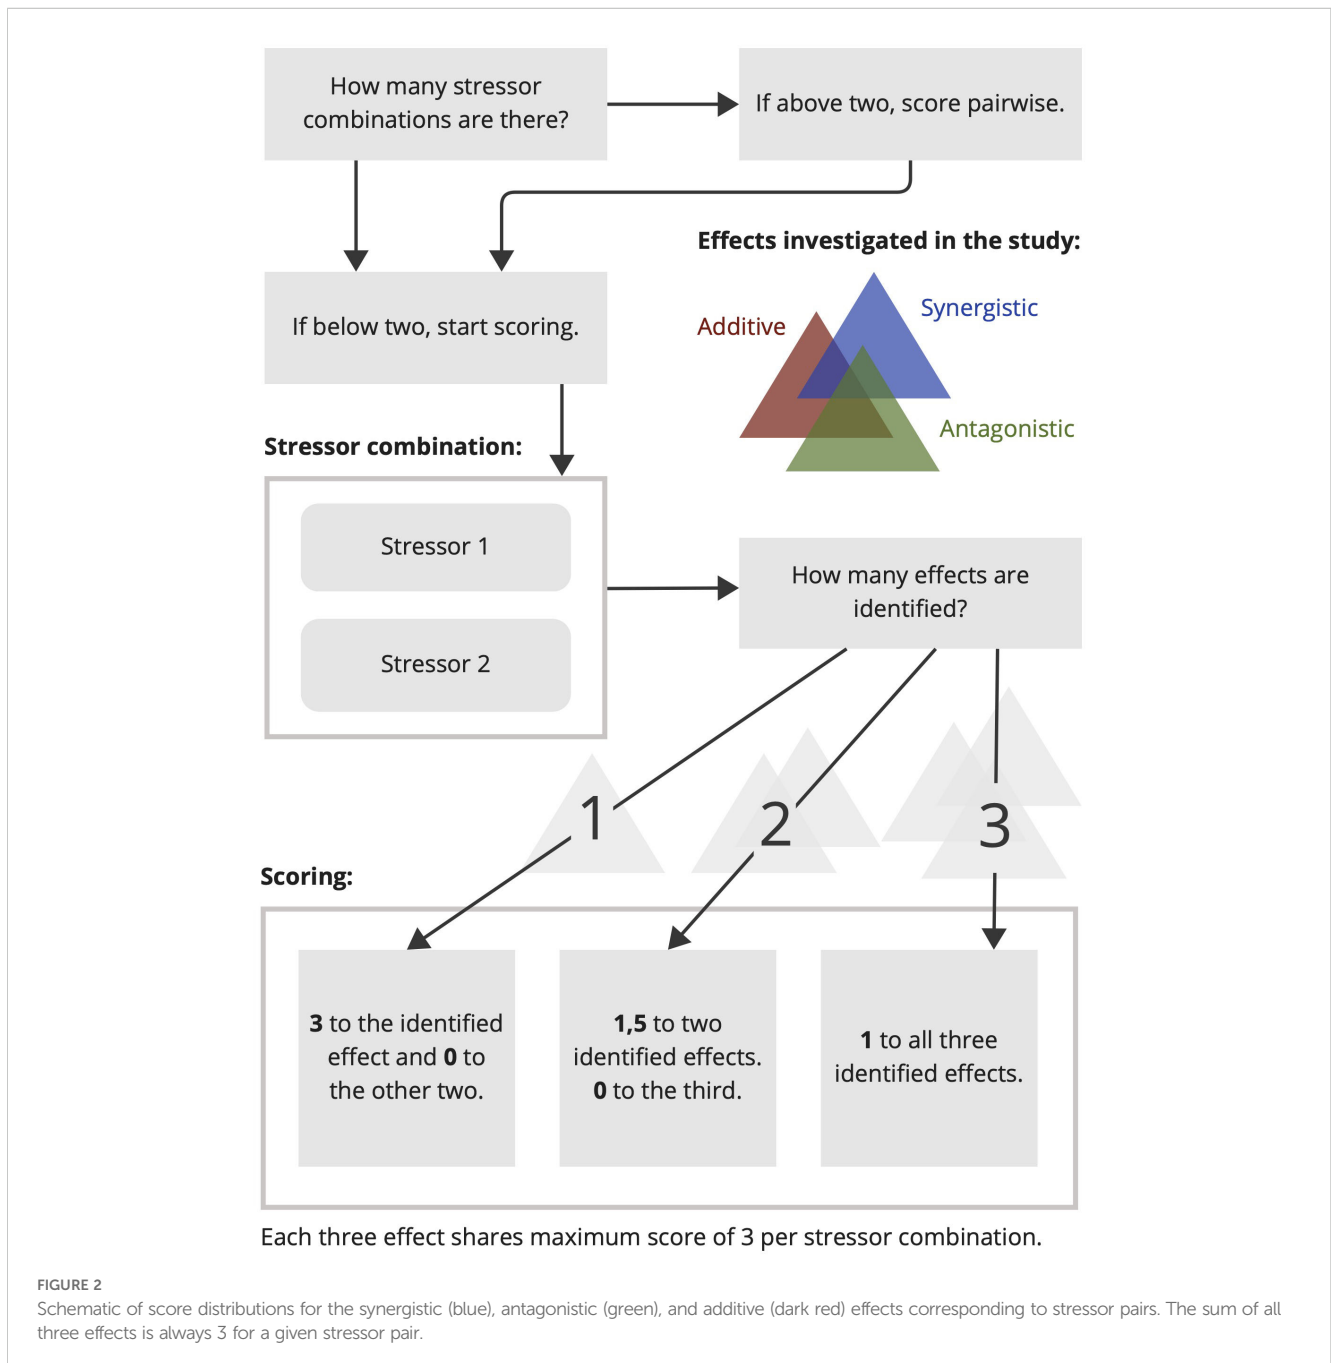 How many stressor
combinations are there?
If above two, score pairwise.
If below two, start scoring.
Effects investigated in the study:
Synergistic
Additive
Antagonistic
Stressor combination:
Stressor 1
Stressor 2
How many effects are
identified?
1
2
3
Scoring:
3 to the identified
effect and 0 to
the other two.
1,5 to two
identified effects.
0 to the third.
1 to all three
identified effects.
Each three effect shares maximum score of 3 per stressor combination.
FIGURE 2
Schematic of score distributions for the synergistic (blue), antagonistic (green), and additive (dark red) effects corresponding to stressor pairs. The sum of all
three effects is always 3 for a given stressor pair.